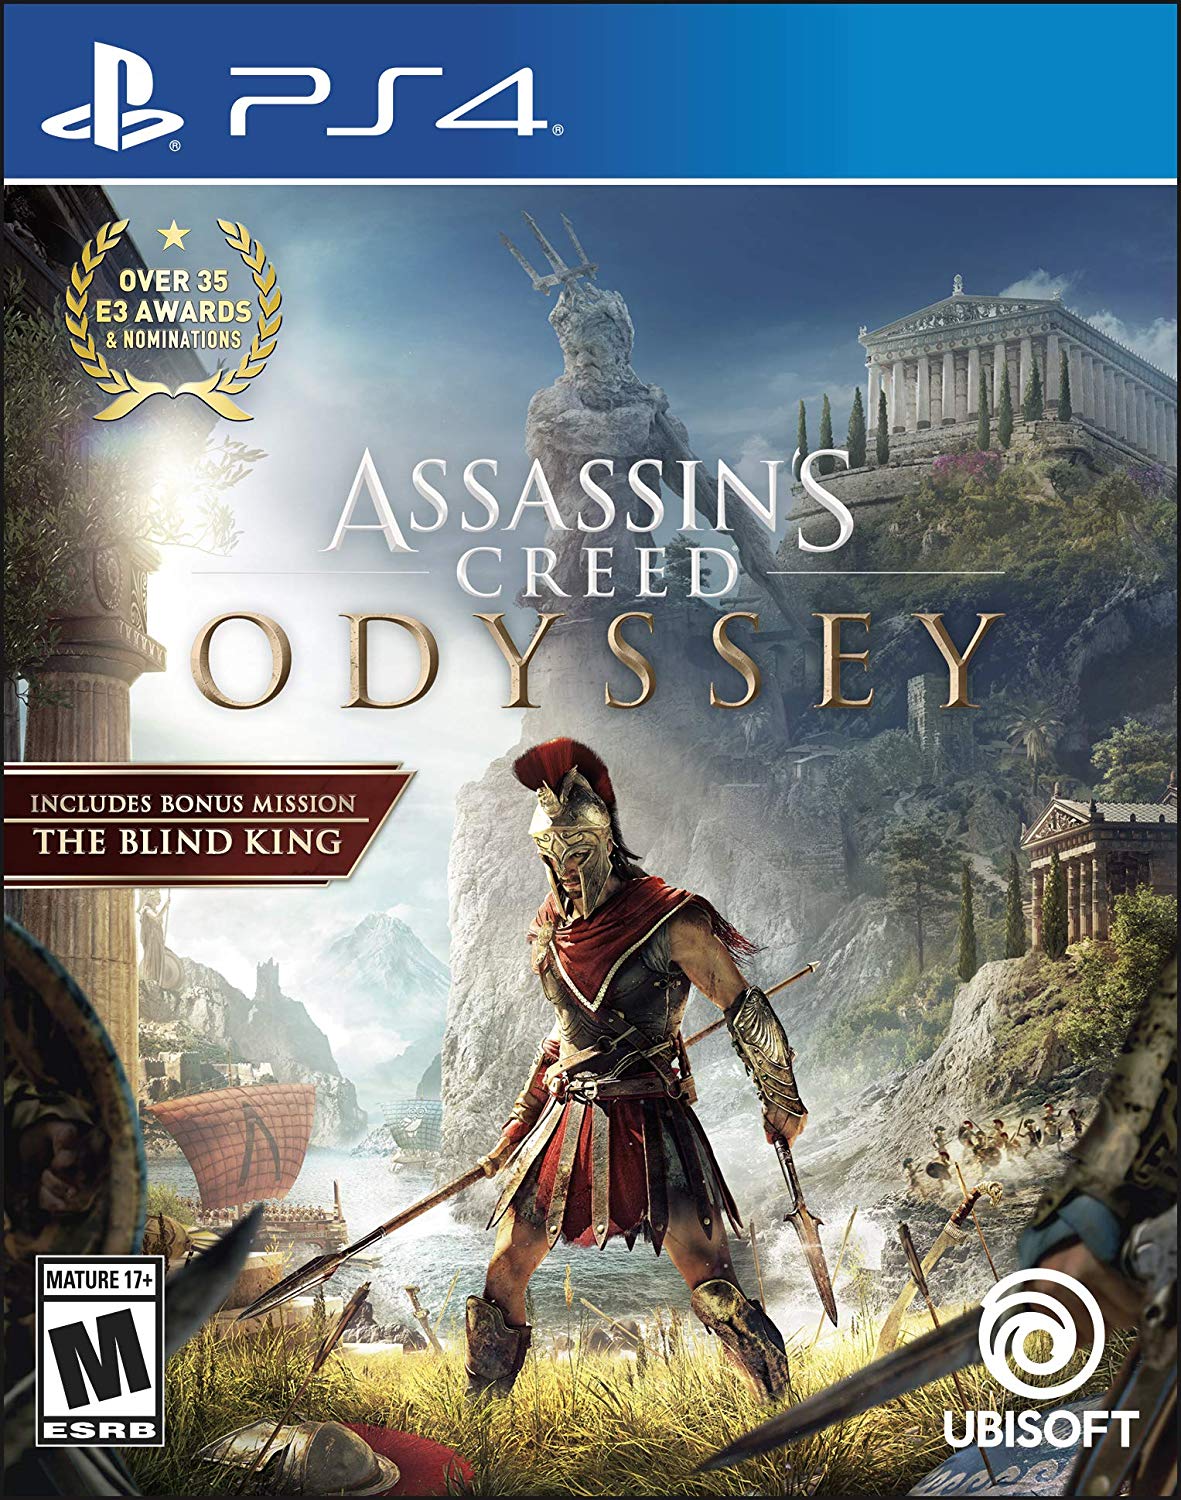 PS4
OVER 35
E3 AWARDS
& NOMINATIONS
ASSASSIN'S
CREED
ODYSSEY
INCLUDES BONUS MISSION
THE BLIND KING
MATURE 17+
M
ESRB
UBISOFT